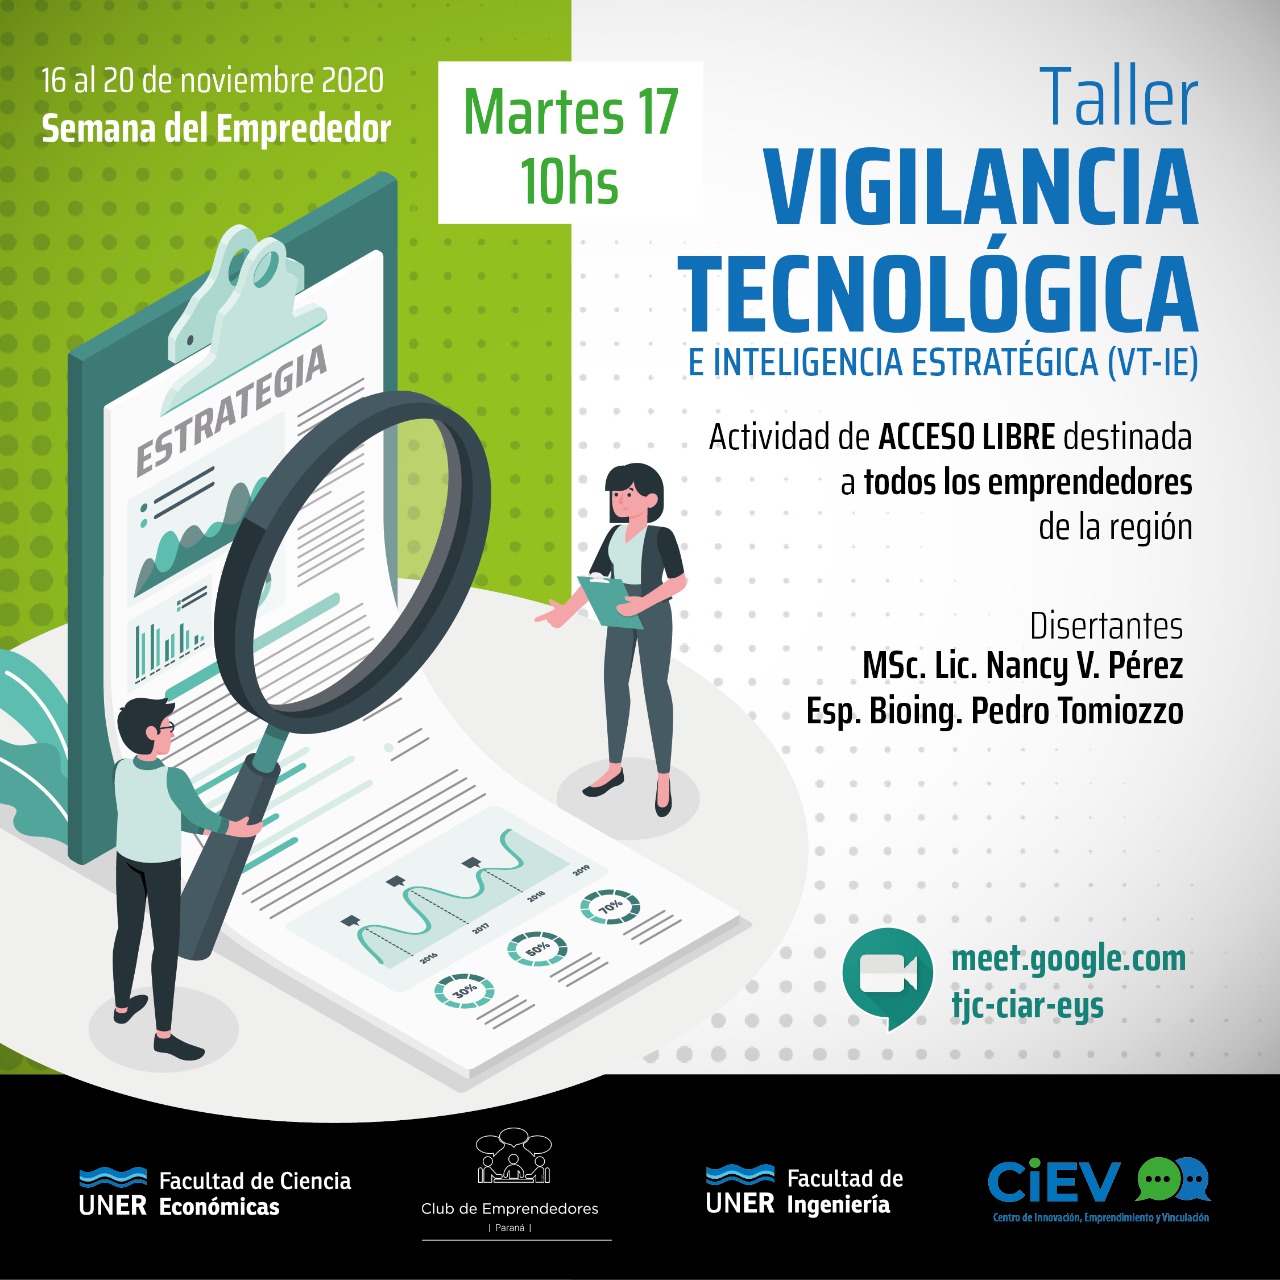 16 al 20 de noviembre 2020
Semana del Emprededor
Martes 17
10hs
Taller
VIGILANCIA
TECNOLÓGICA
E INTELIGENCIA ESTRATÉGICA (VT-IE)
Actividad de ACCESO LIBRE destinada
a todos los emprendedores
de la región
Disertantes
MSc. Lic. Nancy V. Pérez
Esp. Bioing. Pedro Tomiozzo
ESTRATEGIA
2016
2017
2018
2019
30%
50%
70%
meet.google.com
tjc-ciar-eys
UNER
Facultad de Ciencia
Económicas
Club de Emprendedores
| Paraná |
UNER
Facultad de
Ingeniería
CiEV
Centro de Innovación, Emprendimiento y Vinculación